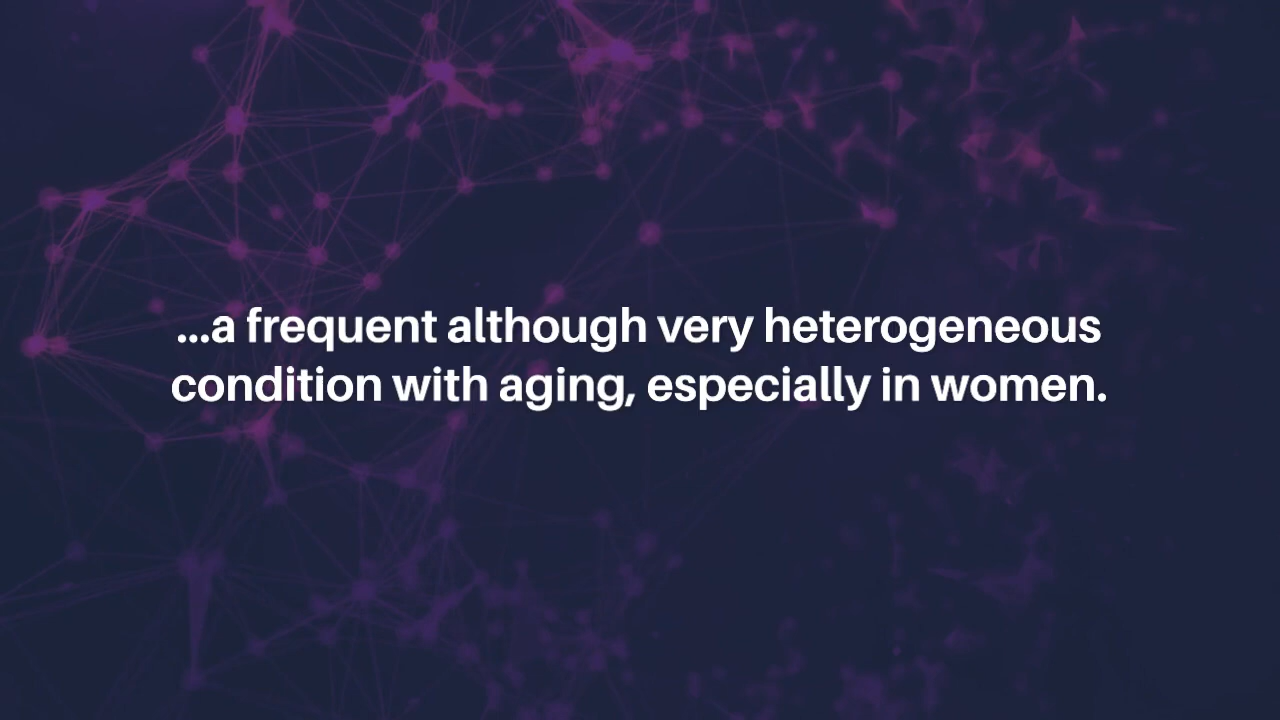 ...a frequent although very heterogeneous
condition with aging, especially in women.